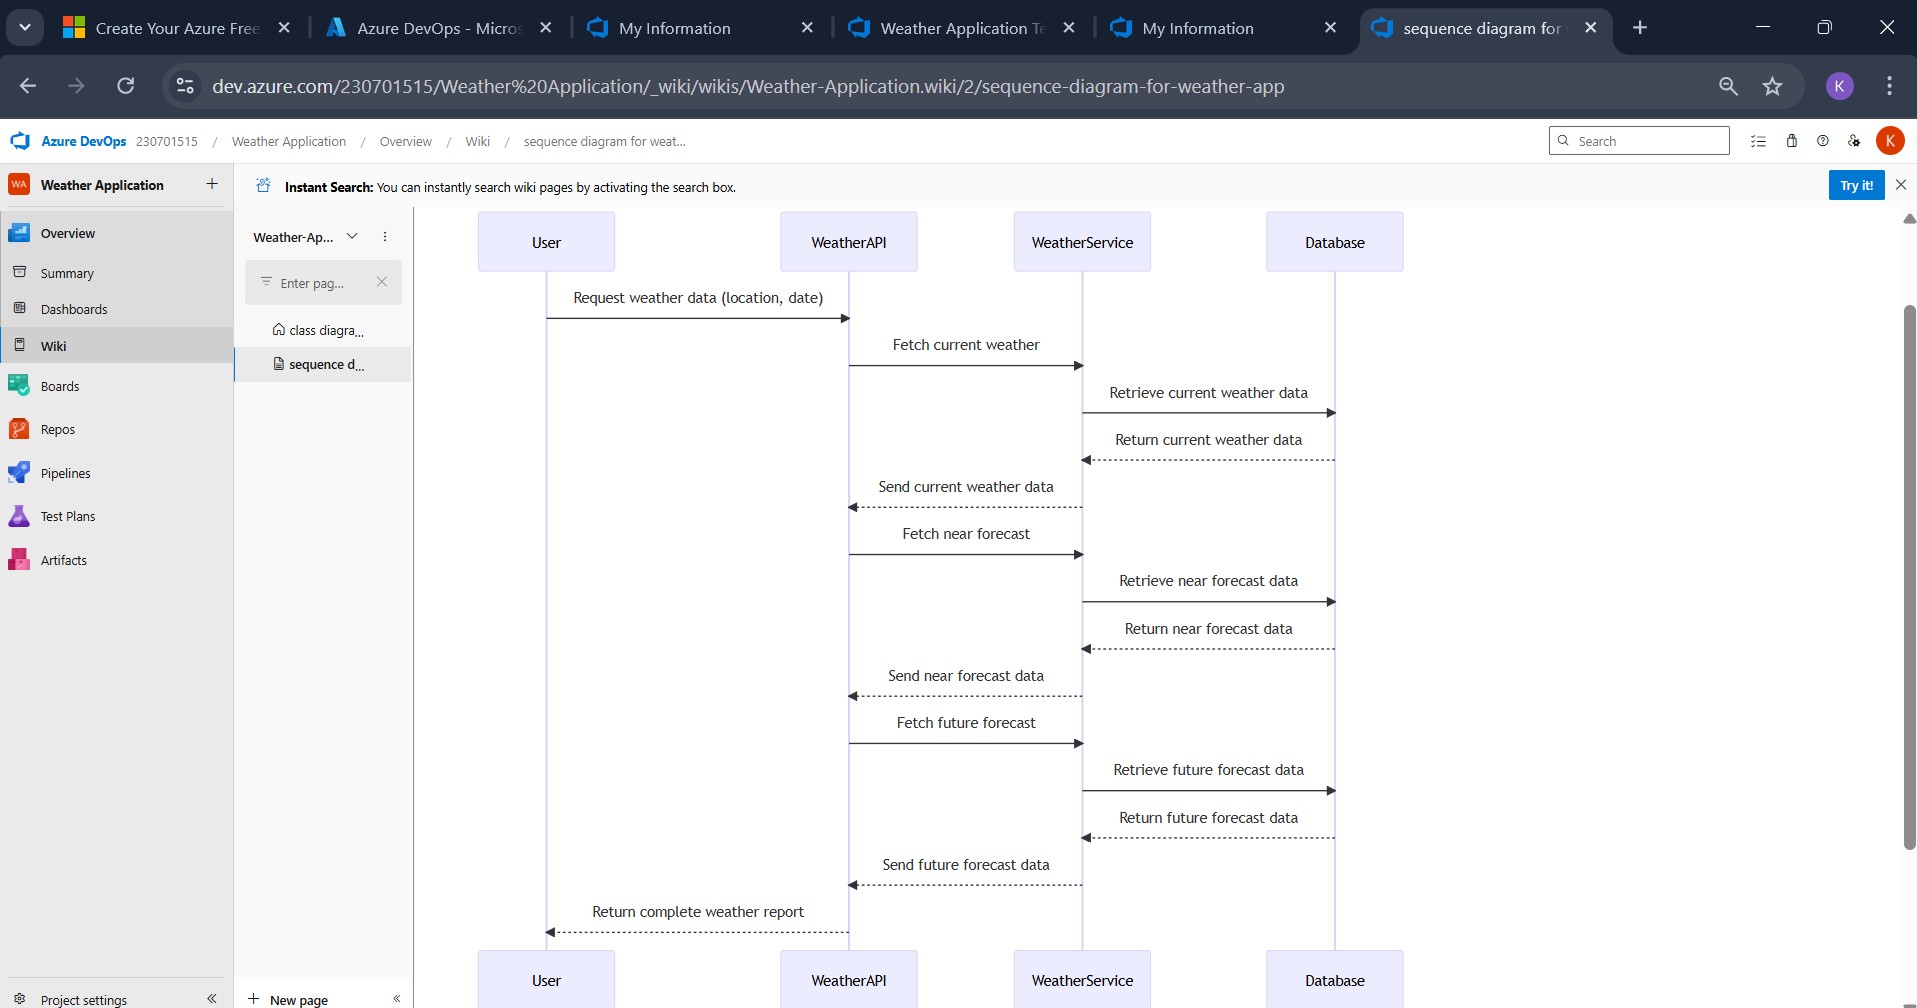 Create Your Azure Free
Azure DevOps - Micros
My Information
Weather Application Te
My Information
sequence diagram for
dev.azure.com/230701515/Weather%20Application/_wiki/wikis/Weather-Application.wiki/2/sequence-diagram-for-weather-app
K
Azure DevOps 230701515 / Weather Application / Overview / Wiki / sequence diagram for weat...
Search
K
WA Weather Application
Instant Search: You can instantly search wiki pages by activating the search box.
Try it!
Overview
Summary
Dashboards
Wiki
Boards
Repos
Pipelines
Test Plans
Artifacts
Project settings
Weather-Ap...
Enter pag...
class diagra...
sequence d...
New page
User
WeatherAPI
WeatherService
Database
Request weather data (location, date)
Fetch current weather
Retrieve current weather data
Return current weather data
Send current weather data
Fetch near forecast
Retrieve near forecast data
Return near forecast data
Send near forecast data
Fetch future forecast
Retrieve future forecast data
Return future forecast data
Send future forecast data
Return complete weather report
User
WeatherAPI
WeatherService
Database